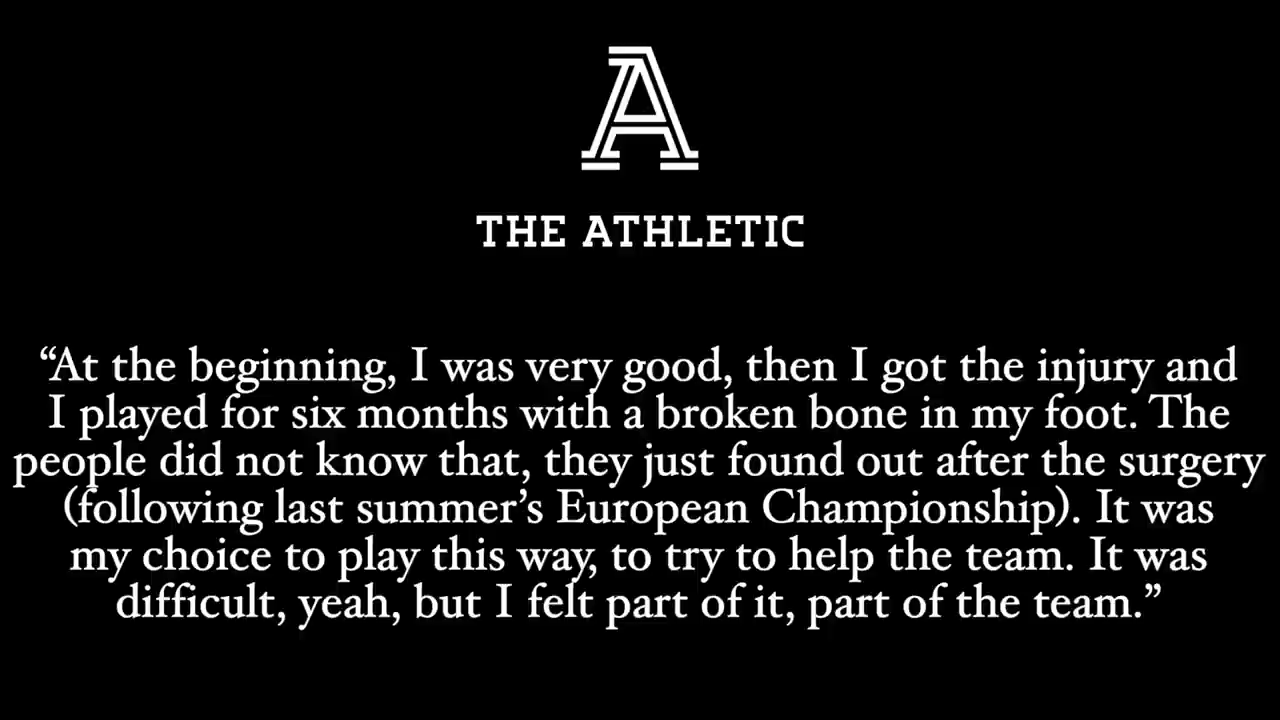 A
THE ATHLETIC
“At the beginning, I was very good, then I got the injury and
I played for six months with a broken bone in my foot. The
people did not know that, they just found out after the surgery
(following last summer’s European Championship). It was
my choice to play this way, to try to help the team. It was
difficult, yeah, but I felt part of it, part of the team.”